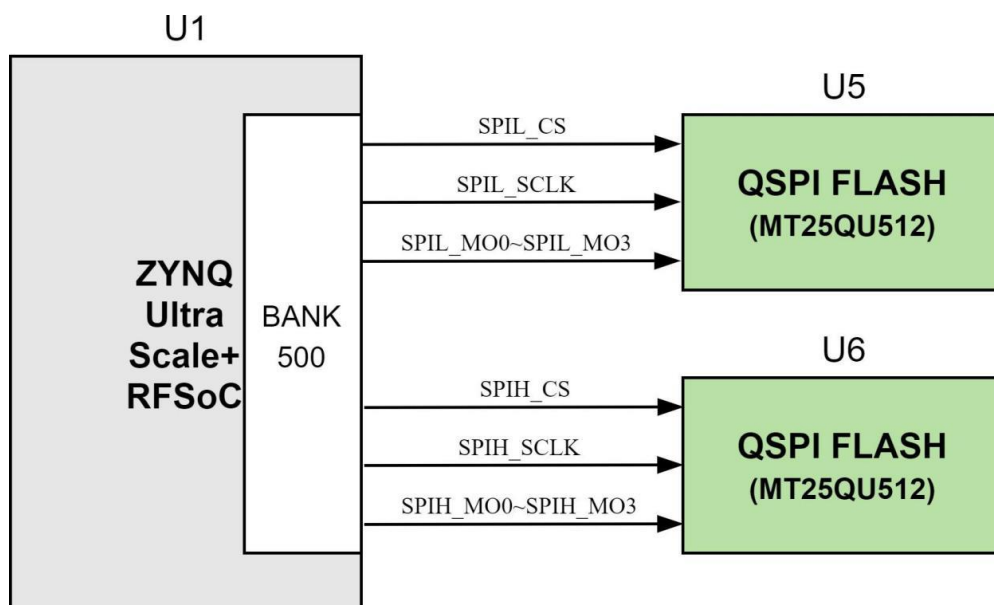 U1
ZYNQ
Ultra
Scale+
RFSoC
BANK
500
SPIL_CS
SPIL_SCLK
SPIL_MO0~SPIL_MO3
SPIH_CS
SPIH_SCLK
SPIH_MO0~SPIH_MO3
U5
QSPI FLASH
(MT25QU512)
U6
QSPI FLASH
(MT25QU512)